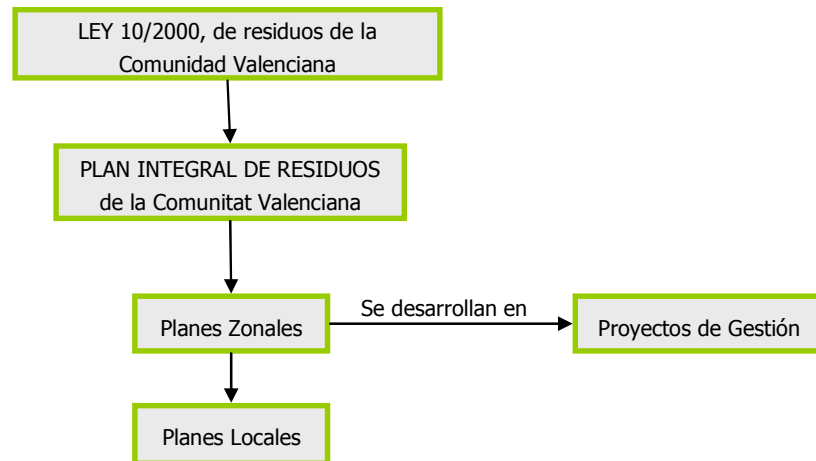 LEY 10/2000, de residuos de la
Comunidad Valenciana
PLAN INTEGRAL DE RESIDUOS
de la Comunitat Valenciana
Planes Zonales
Se desarrollan en
Proyectos de Gestión
Planes Locales